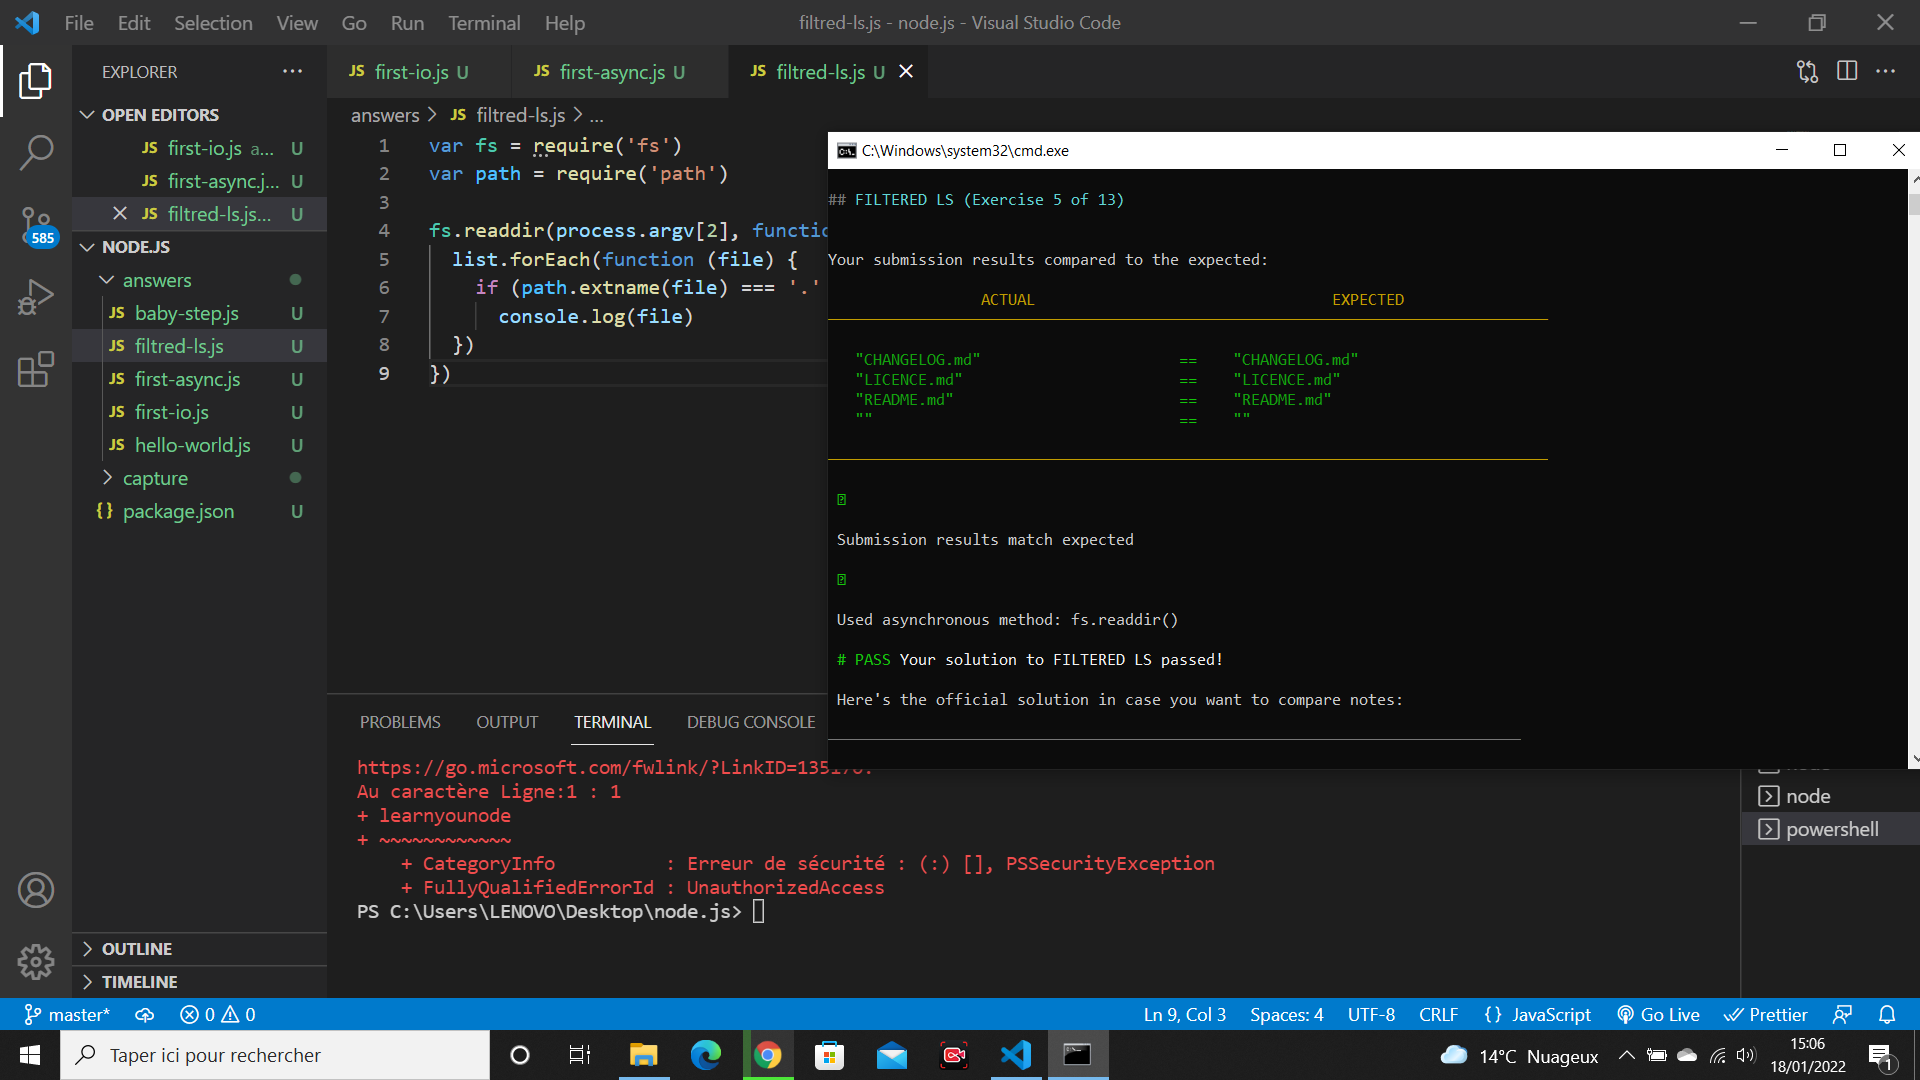 File Edit Selection View Go Run Terminal Help
filtred-ls.js - node.js - Visual Studio Code
EXPLORER
JS first-io.js U
JS first-async.js U
JS filtred-ls.js U
OPEN EDITORS
JS first-io.js a... U
JS first-async.j... U
JS filtred-ls.js... U
585
NODE.JS
answers
JS baby-step.js U
JS filtred-ls.js U
JS first-async.js U
JS first-io.js U
JS hello-world.js U
capture
{} package.json U
OUTLINE
TIMELINE
answers > JS filtred-ls.js > ...
1 var fs = require('fs')
2 var path = require('path')
3
4 fs.readdir(process.argv[2], functio
5 list.forEach(function (file) {
6 if (path.extname(file) === '.'
7 console.log(file)
8 })
9 })
C:\Windows\system32\cmd.exe
## FILTERED LS (Exercise 5 of 13)
Your submission results compared to the expected:
ACTUAL EXPECTED
"CHANGELOG.md" == "CHANGELOG.md"
"LICENCE.md" == "LICENCE.md"
"README.md" == "README.md"
"" == ""
Submission results match expected
Used asynchronous method: fs.readdir()
# PASS Your solution to FILTERED LS passed!
Here's the official solution in case you want to compare notes:
PROBLEMS OUTPUT TERMINAL DEBUG CONSOLE
https://go.microsoft.com/fwlink/?LinkID=135170.
Au caractère Ligne:1 : 1
+ learnyounode
+ ~~~~~~~~~~~~
+ CategoryInfo : Erreur de sécurité : (:) [], PSSecurityException
+ FullyQualifiedErrorId : UnauthorizedAccess
PS C:\Users\LENOVO\Desktop\node.js>
node
powershell
master* 0 0
Ln 9, Col 3 Spaces: 4 UTF-8 CRLF {} JavaScript Go Live Prettier
Taper ici pour rechercher
14°C Nuageux
15:06
18/01/2022
1